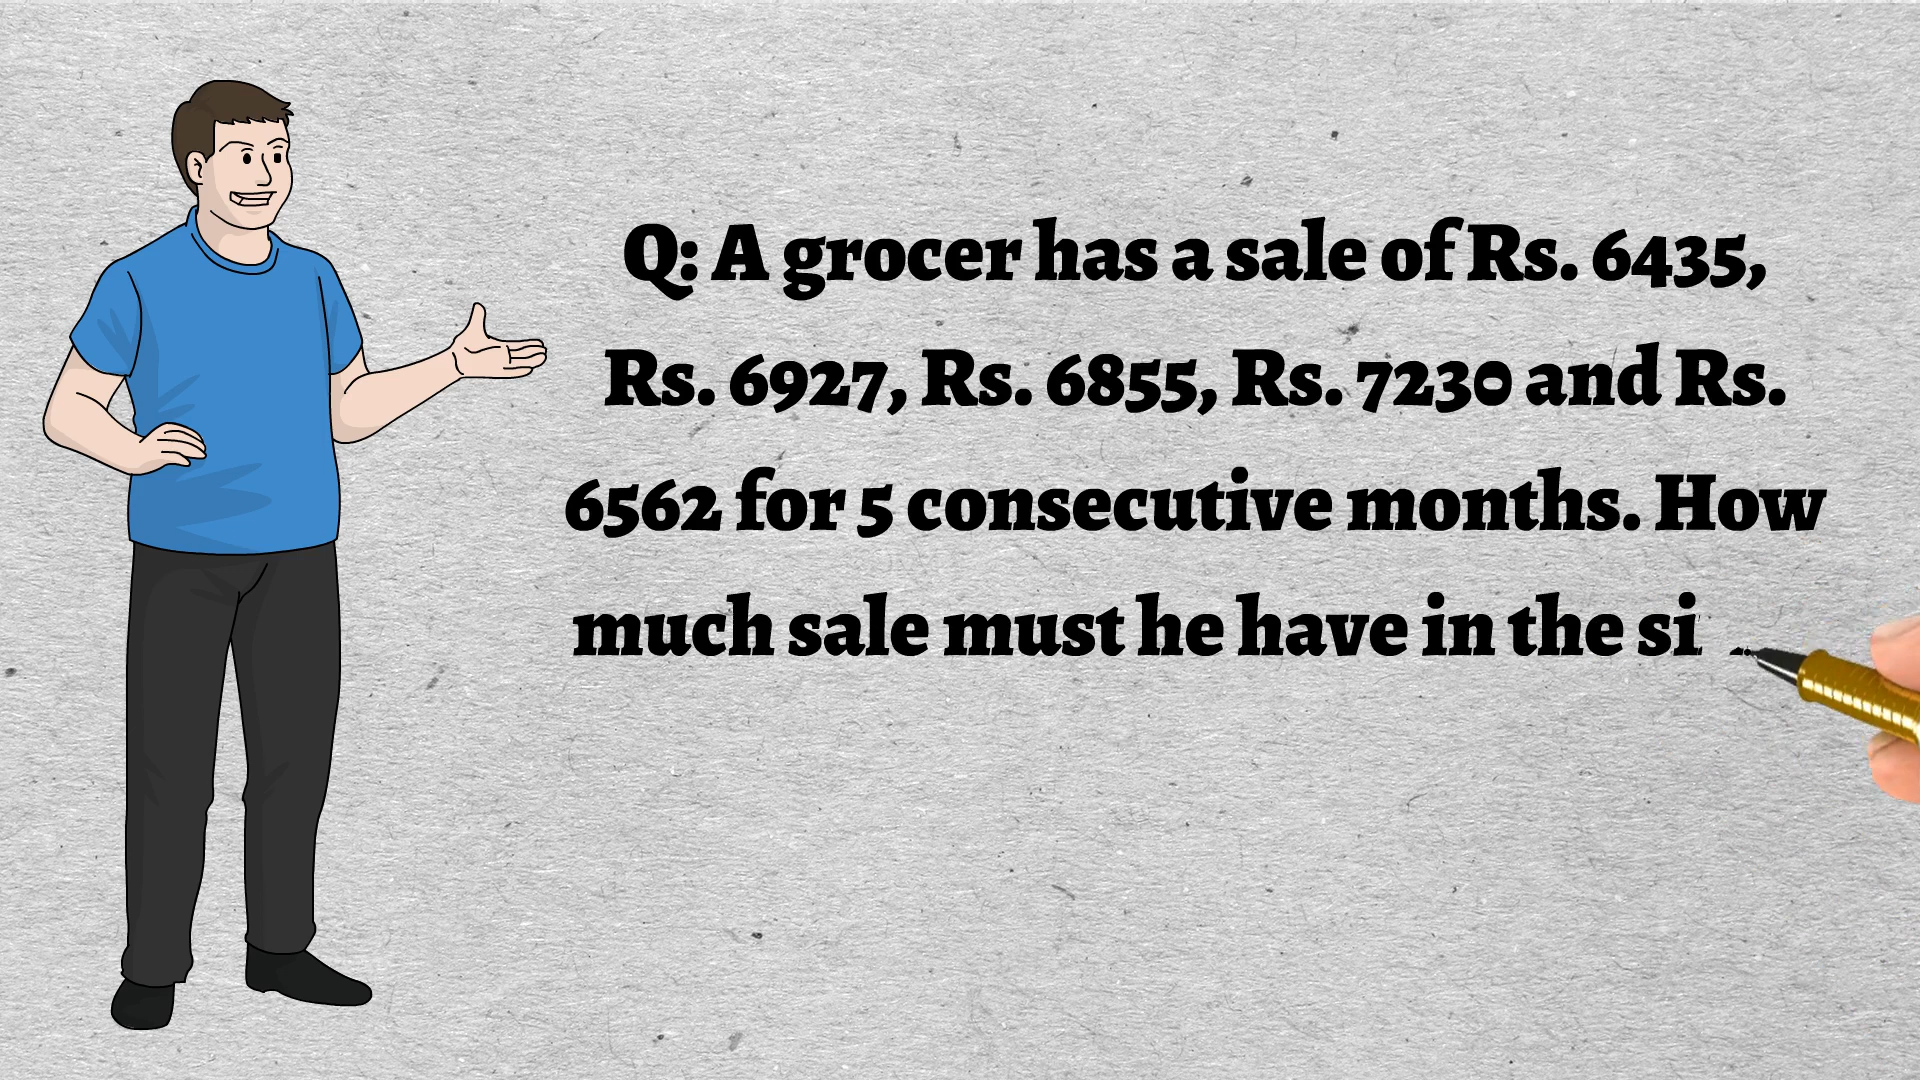 Q: A grocer has a sale of Rs. 6435,
Rs. 6927, Rs. 6855, Rs. 7230 and Rs.
6562 for 5 consecutive months. How
much sale must he have in the si